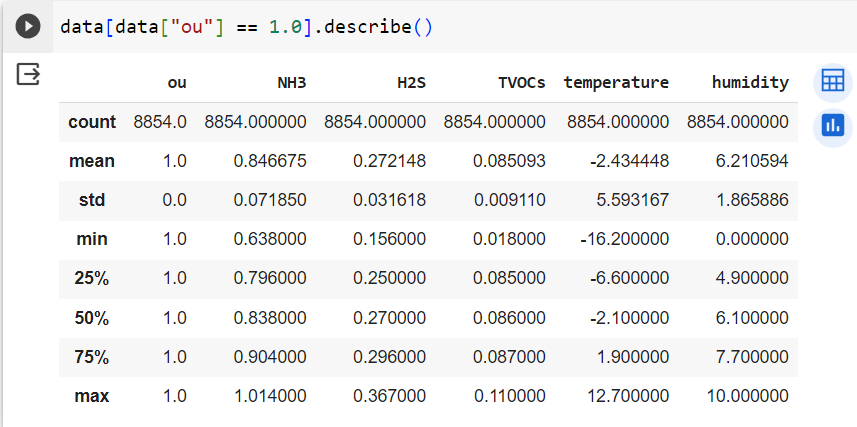 data[data["ou"] == 1.0].describe()
ou NH3 H2S TVOCs temperature humidity
count 8854.0 8854.000000 8854.000000 8854.000000 8854.000000 8854.000000
mean 1.0 0.846675 0.272148 0.085093 -2.434448 6.210594
std 0.0 0.071850 0.031618 0.009110 5.593167 1.865886
min 1.0 0.638000 0.156000 0.018000 -16.200000 0.000000
25% 1.0 0.796000 0.250000 0.085000 -6.600000 4.900000
50% 1.0 0.838000 0.270000 0.086000 -2.100000 6.100000
75% 1.0 0.904000 0.296000 0.087000 1.900000 7.700000
max 1.0 1.014000 0.367000 0.110000 12.700000 10.000000